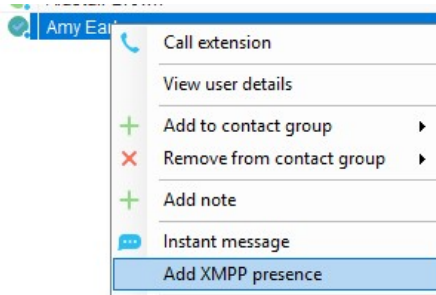 Amy Ear
Call extension
View user details
Add to contact group
Remove from contact group
Add note
Instant message
Add XMPP presence